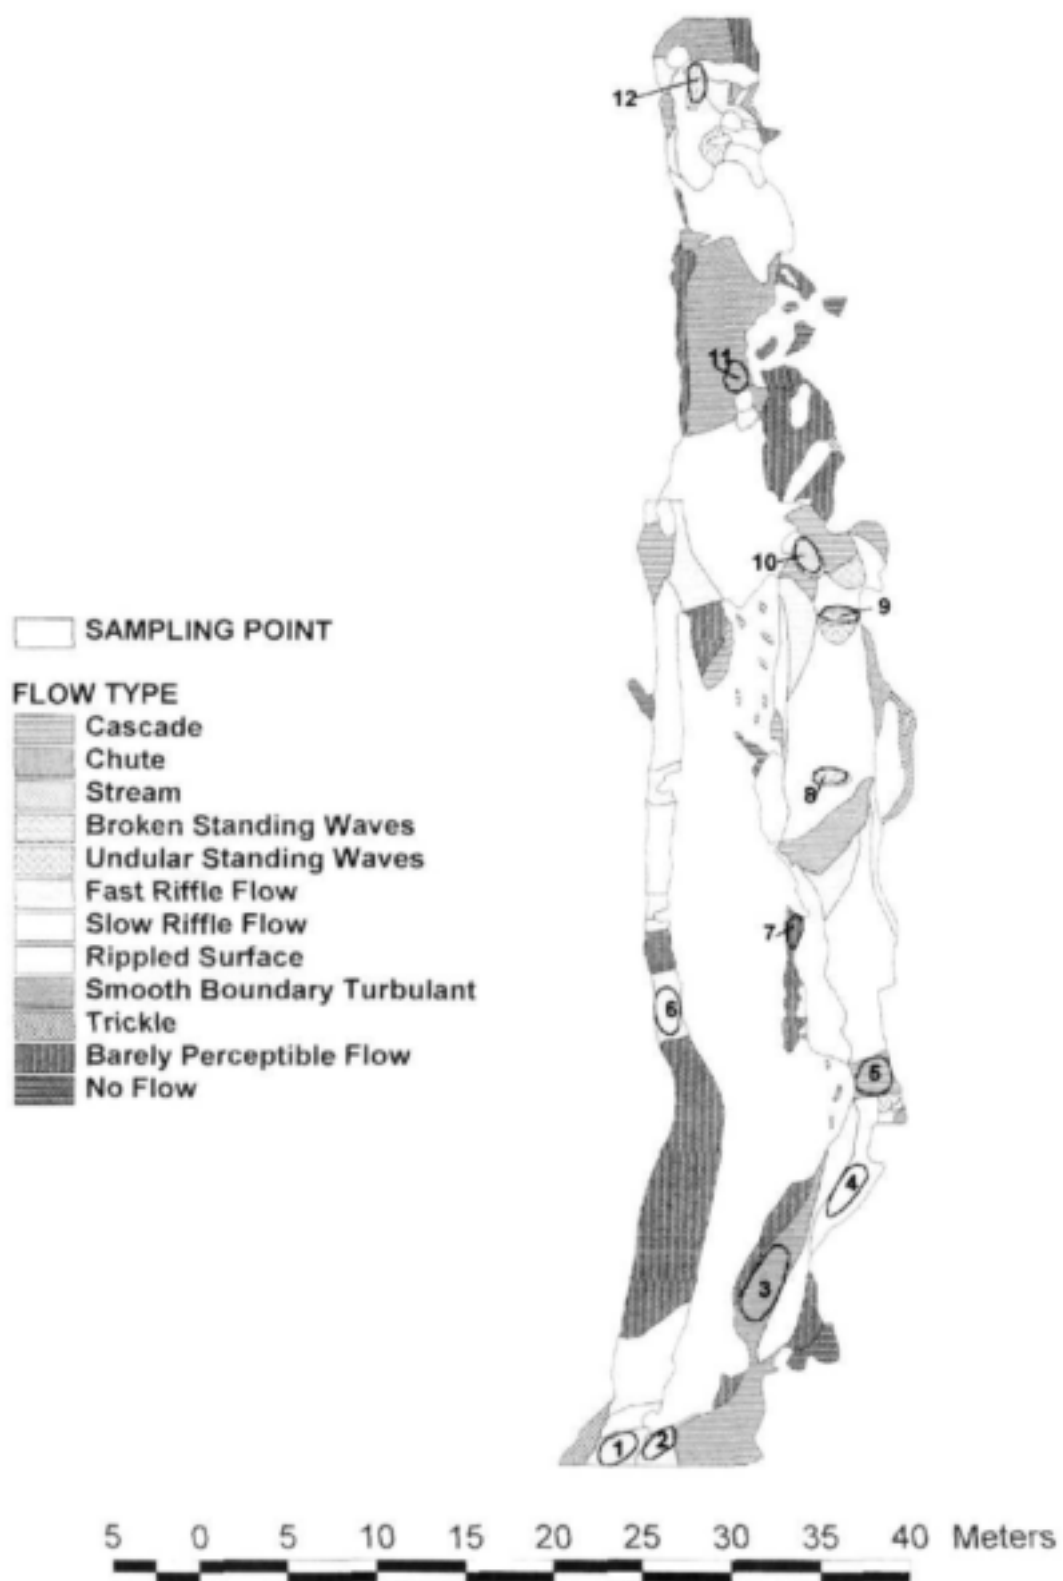 12
11
10
9
SAMPLING POINT
FLOW TYPE
Cascade
Chute
Stream
Broken Standing Waves
Undular Standing Waves
Fast Riffle Flow
Slow Riffle Flow
Rippled Surface
Smooth Boundary Turbulant
Trickle
Barely Perceptible Flow
No Flow
8
7
6
5
4
3
1
2
5 0 5 10 15 20 25 30 35 40 Meters